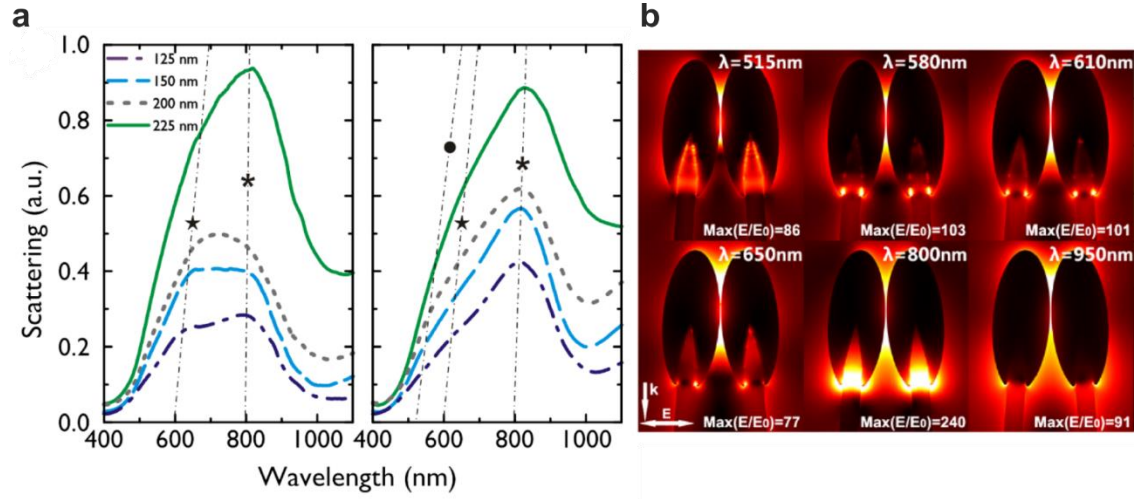 a
Scattering (a.u.)
1.0
0.8
0.6
0.4
0.2
0.0
125 nm
150 nm
200 nm
225 nm
400 600 800 1000
400 600 800 1000
Wavelength (nm)
b
λ=515nm
Max(E/E₀)=86
λ=580nm
Max(E/E₀)=103
λ=610nm
Max(E/E₀)=101
λ=650nm
k
E
Max(E/E₀)=77
λ=800nm
Max(E/E₀)=240
λ=950nm
Max(E/E₀)=91